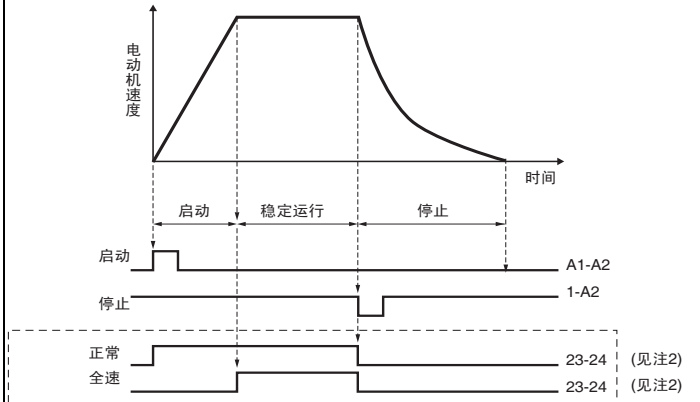 电动机速度
时间
启动
稳定运行
停止
启动
A1-A2
停止
1-A2
正常
23-24 (见注2)
全速
23-24 (见注2)